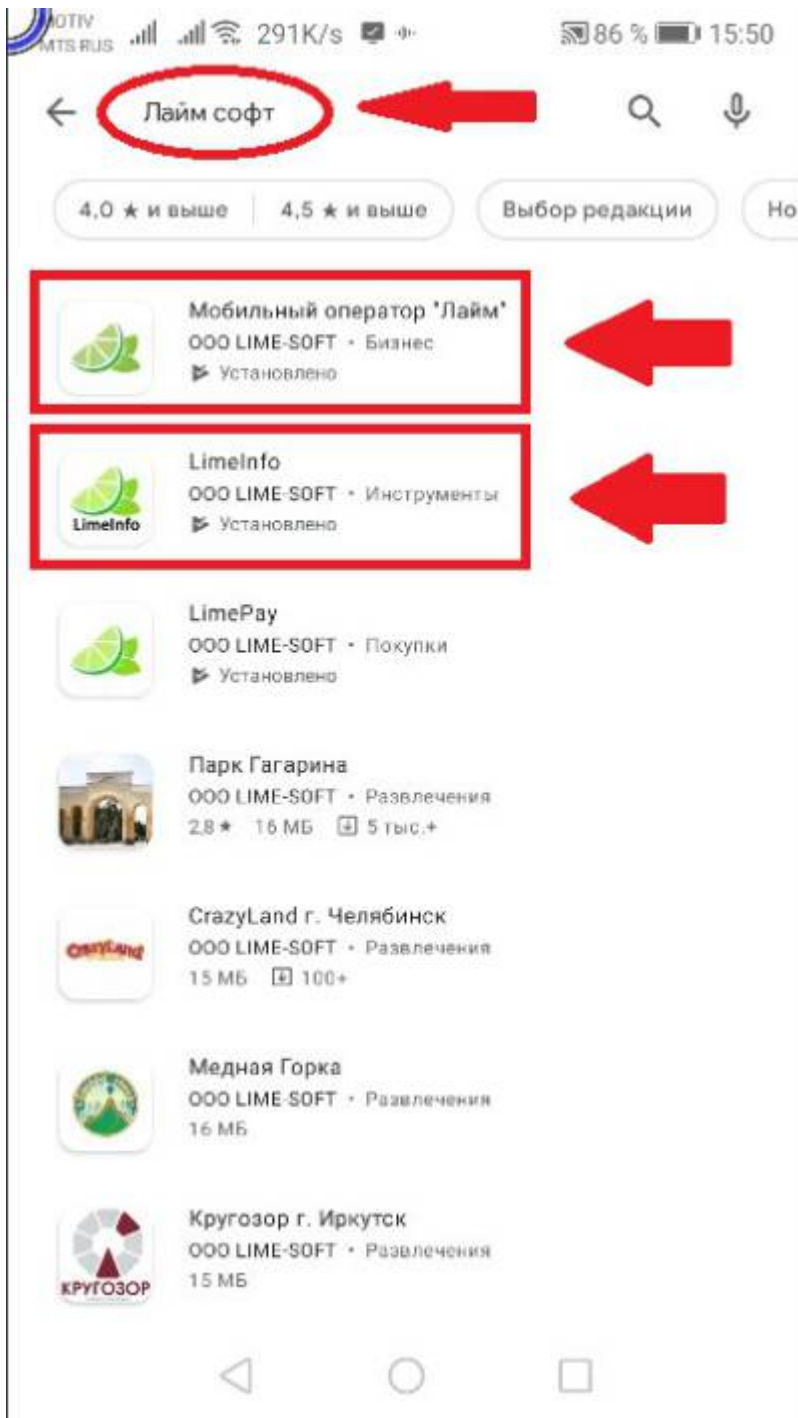 MOTIV
MTS RUS 291K/s 86 % 15:50
Лайм софт
4,0 ★ и выше 4,5 ★ и выше Выбор редакции Но
Мобильный оператор "Лайм"
ООО LIME-SOFT • Бизнес
Установлено
LimeInfo
LimeInfo
ООО LIME-SOFT • Инструменты
Установлено
LimePay
ООО LIME-SOFT • Покупки
Установлено
Парк Гагарина
ООО LIME-SOFT • Развлечения
2,8 ★ 16 МБ 5 тыс.+
CrazyLand
CrazyLand г. Челябинск
ООО LIME-SOFT • Развлечения
15 МБ 100+
Медная Горка
ООО LIME-SOFT • Развлечения
16 МБ
КРУГОЗОР
Кругозор г. Иркутск
ООО LIME-SOFT • Развлечения
15 МБ